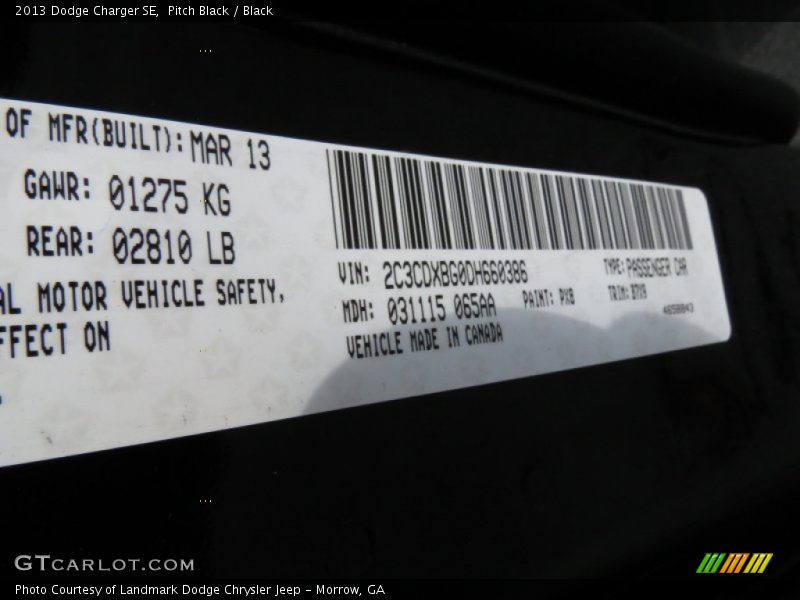 2013 Dodge Charger SE,  Pitch Black / Black
OF MFR(BUILT): MAR 13
GAWR: 01275 KG
REAR: 02810 LB
AL MOTOR VEHICLE SAFETY,
FFECT ON
VIN: 2C3CDXBG0DH660386
TYPE: PASSENGER CAR
MDH: 031115 065AA
PAINT: PX8
TRIM: B7X9
VEHICLE MADE IN CANADA
GTCARLOT.COM
Photo Courtesy of Landmark Dodge Chrysler Jeep - Morrow, GA